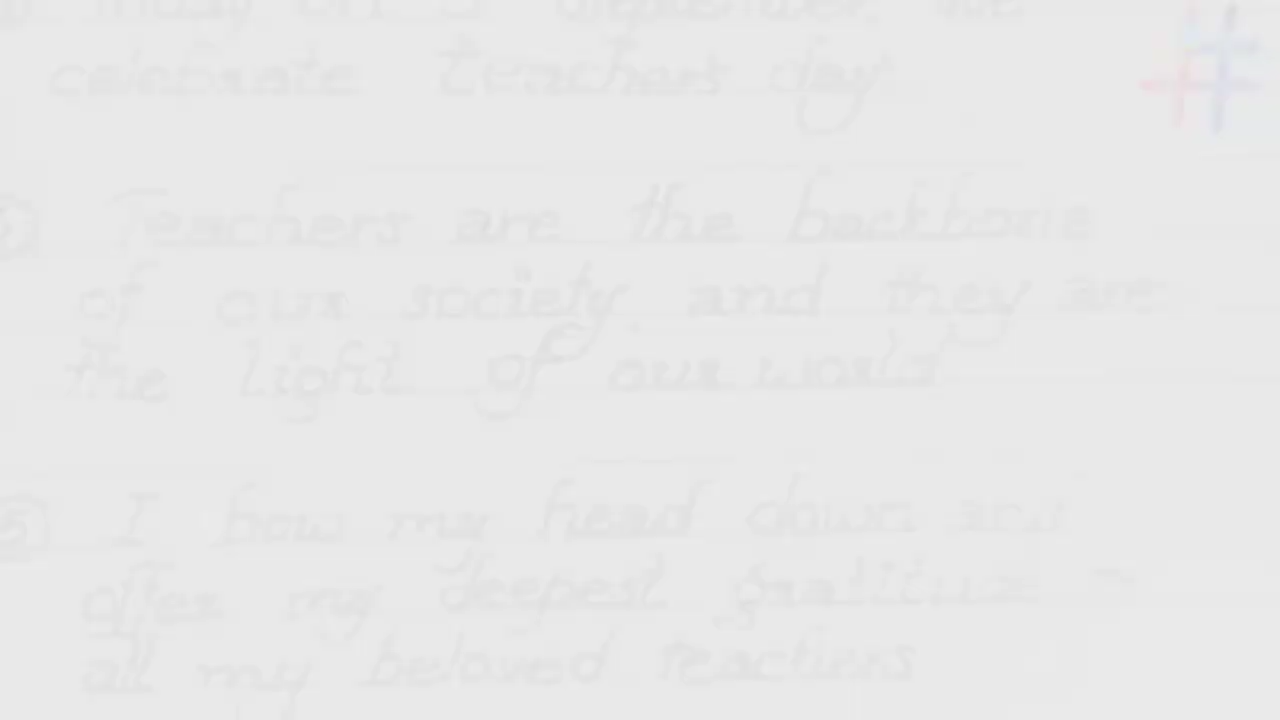 celebrate Teachers day
Teachers are the backbone
of our society and they are
the light of our world
⑤ I bow my head down and
offer my deepest gratitude
all my beloved teachers